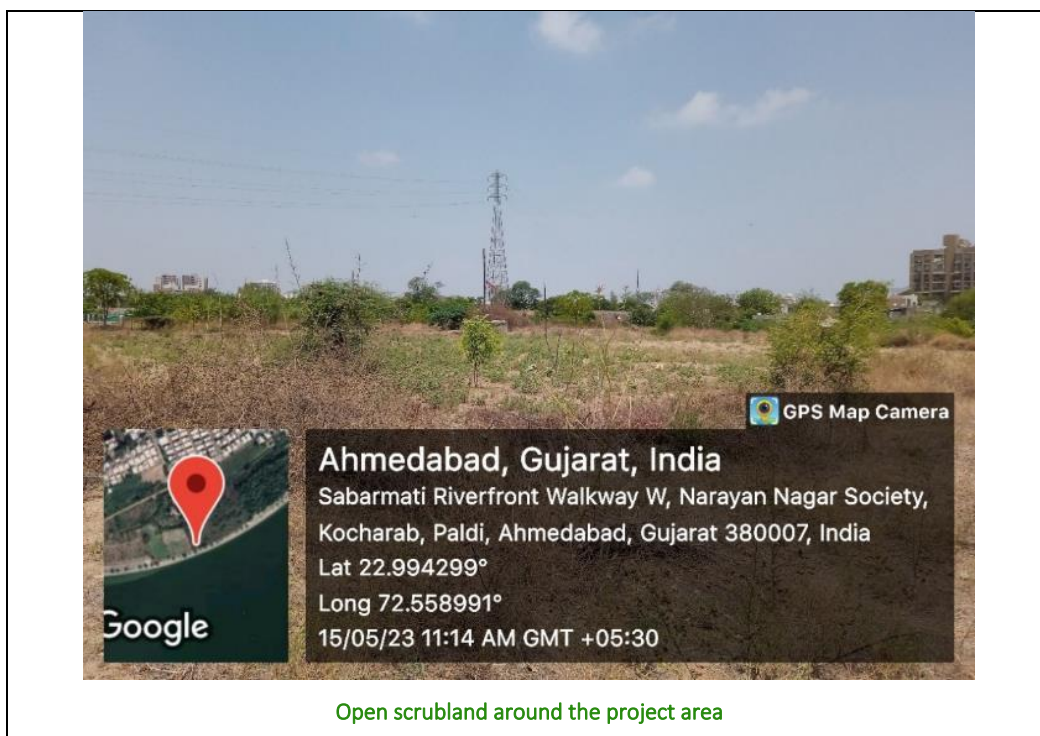 GPS Map Camera
Ahmedabad, Gujarat, India
Sabarmati Riverfront Walkway W, Narayan Nagar Society,
Kocharab, Paldi, Ahmedabad, Gujarat 380007, India
Lat 22.994299°
Long 72.558991°
15/05/23 11:14 AM GMT +05:30
Google
Open scrubland around the project area